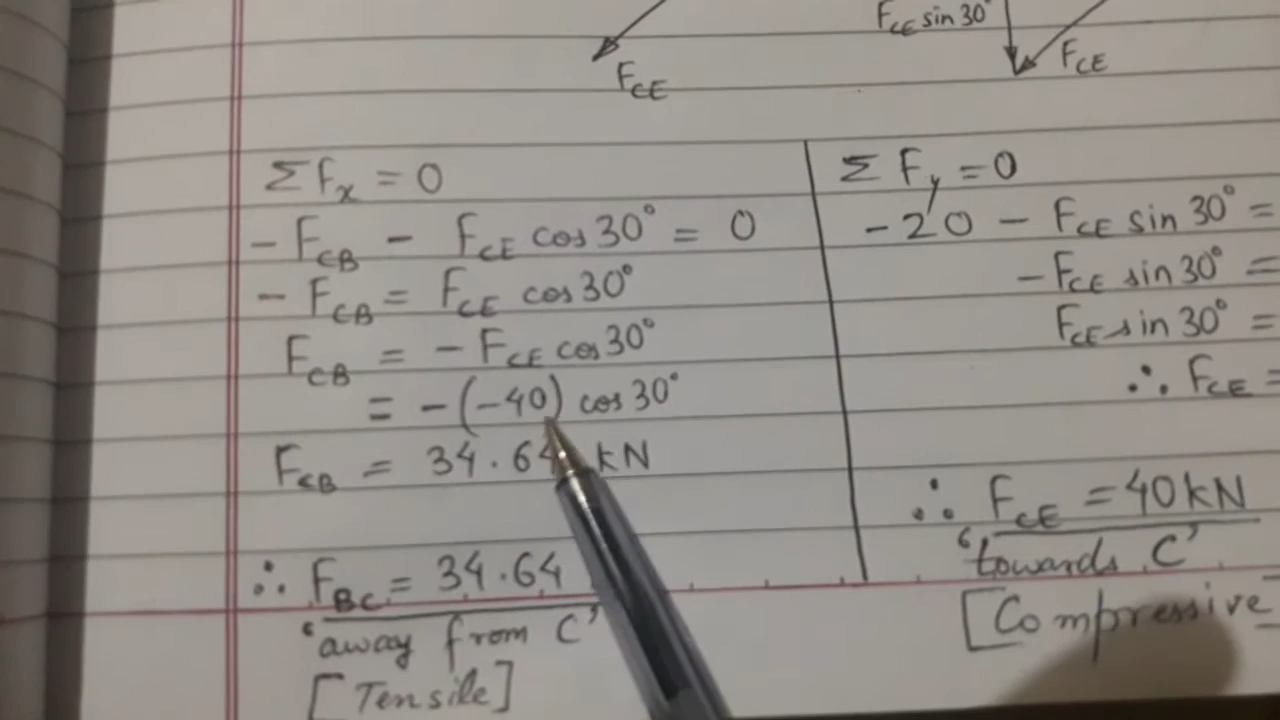 F_CE sin 30°
F_CE
F_CE
Σ F_x = 0
- F_CB - F_CE cos 30° = 0
- F_CB = F_CE cos 30°
F_CB = - F_CE cos 30°
= - (-40) cos 30°
F_CB = 34.64 kN
∴ F_BC = 34.64
'away from C'
[Tensile]
Σ F_y = 0
- 20 - F_CE sin 30° =
- F_CE sin 30° =
F_CE sin 30° =
∴ F_CE =
∴ F_CE = 40 kN
'towards C'
[Compressive]